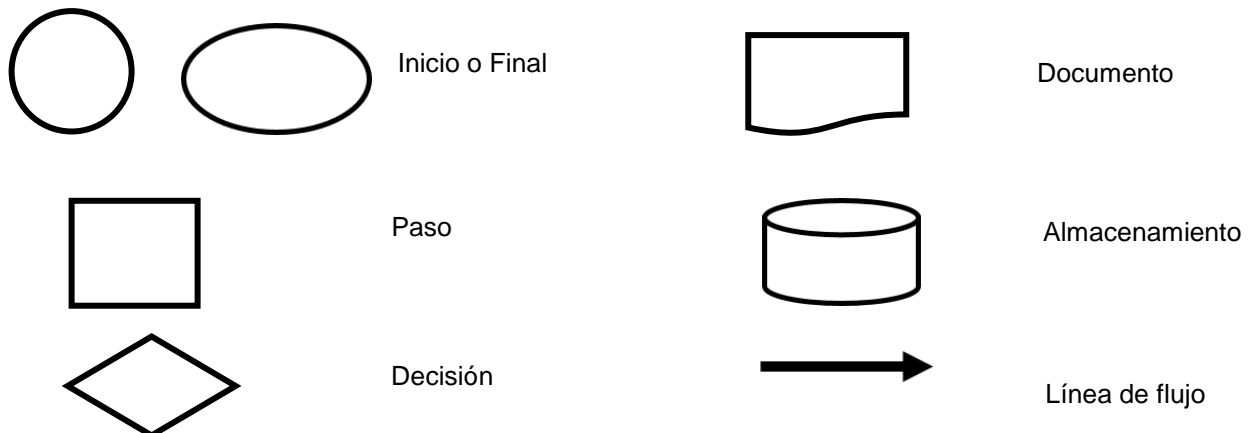 Inicio o Final
Documento
Paso
Almacenamiento
Decisión
Línea de flujo